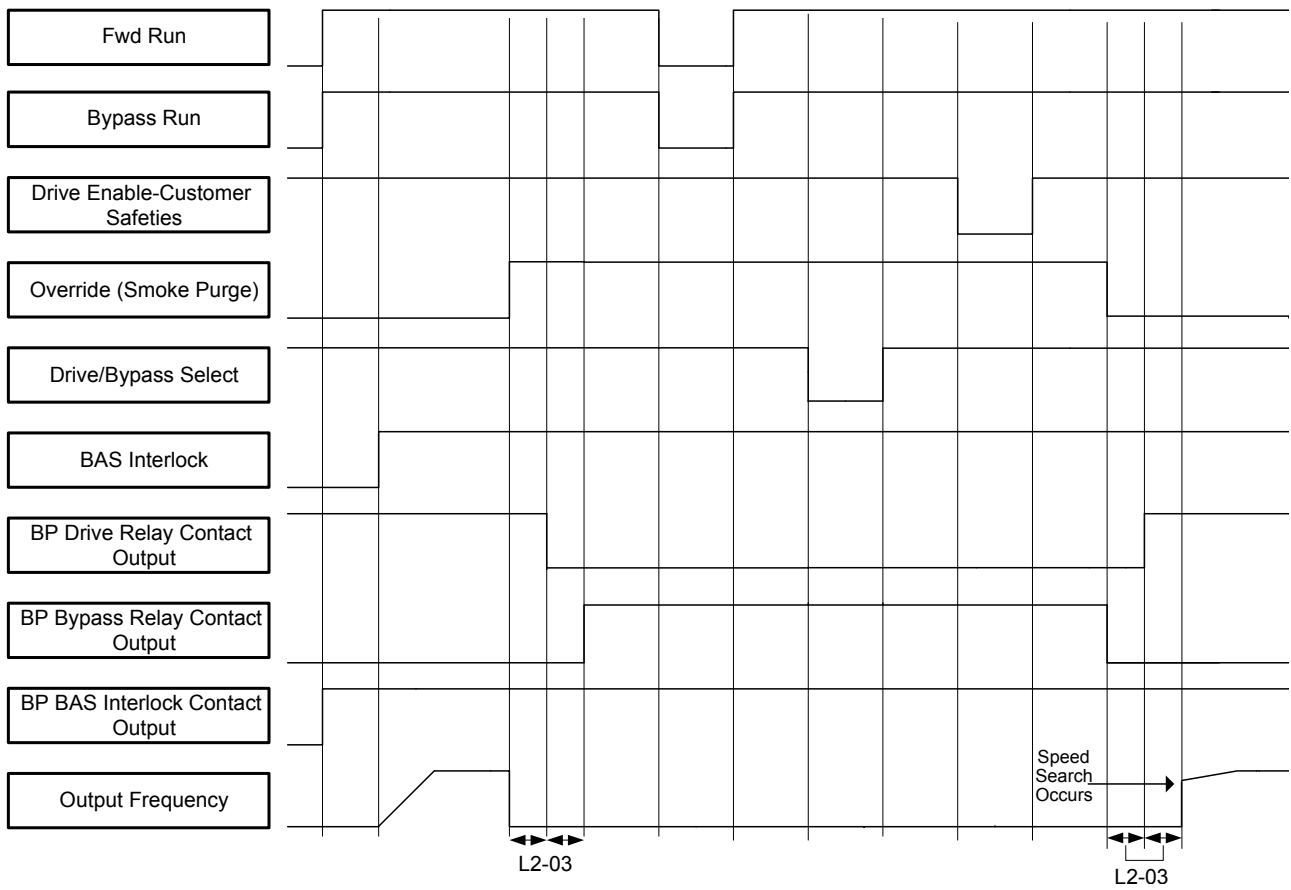 Fwd Run
Bypass Run
Drive Enable-Customer
Safeties
Override (Smoke Purge)
Drive/Bypass Select
BAS Interlock
BP Drive Relay Contact
Output
BP Bypass Relay Contact
Output
BP BAS Interlock Contact
Output
Output Frequency
Speed
Search
Occurs
L2-03
L2-03